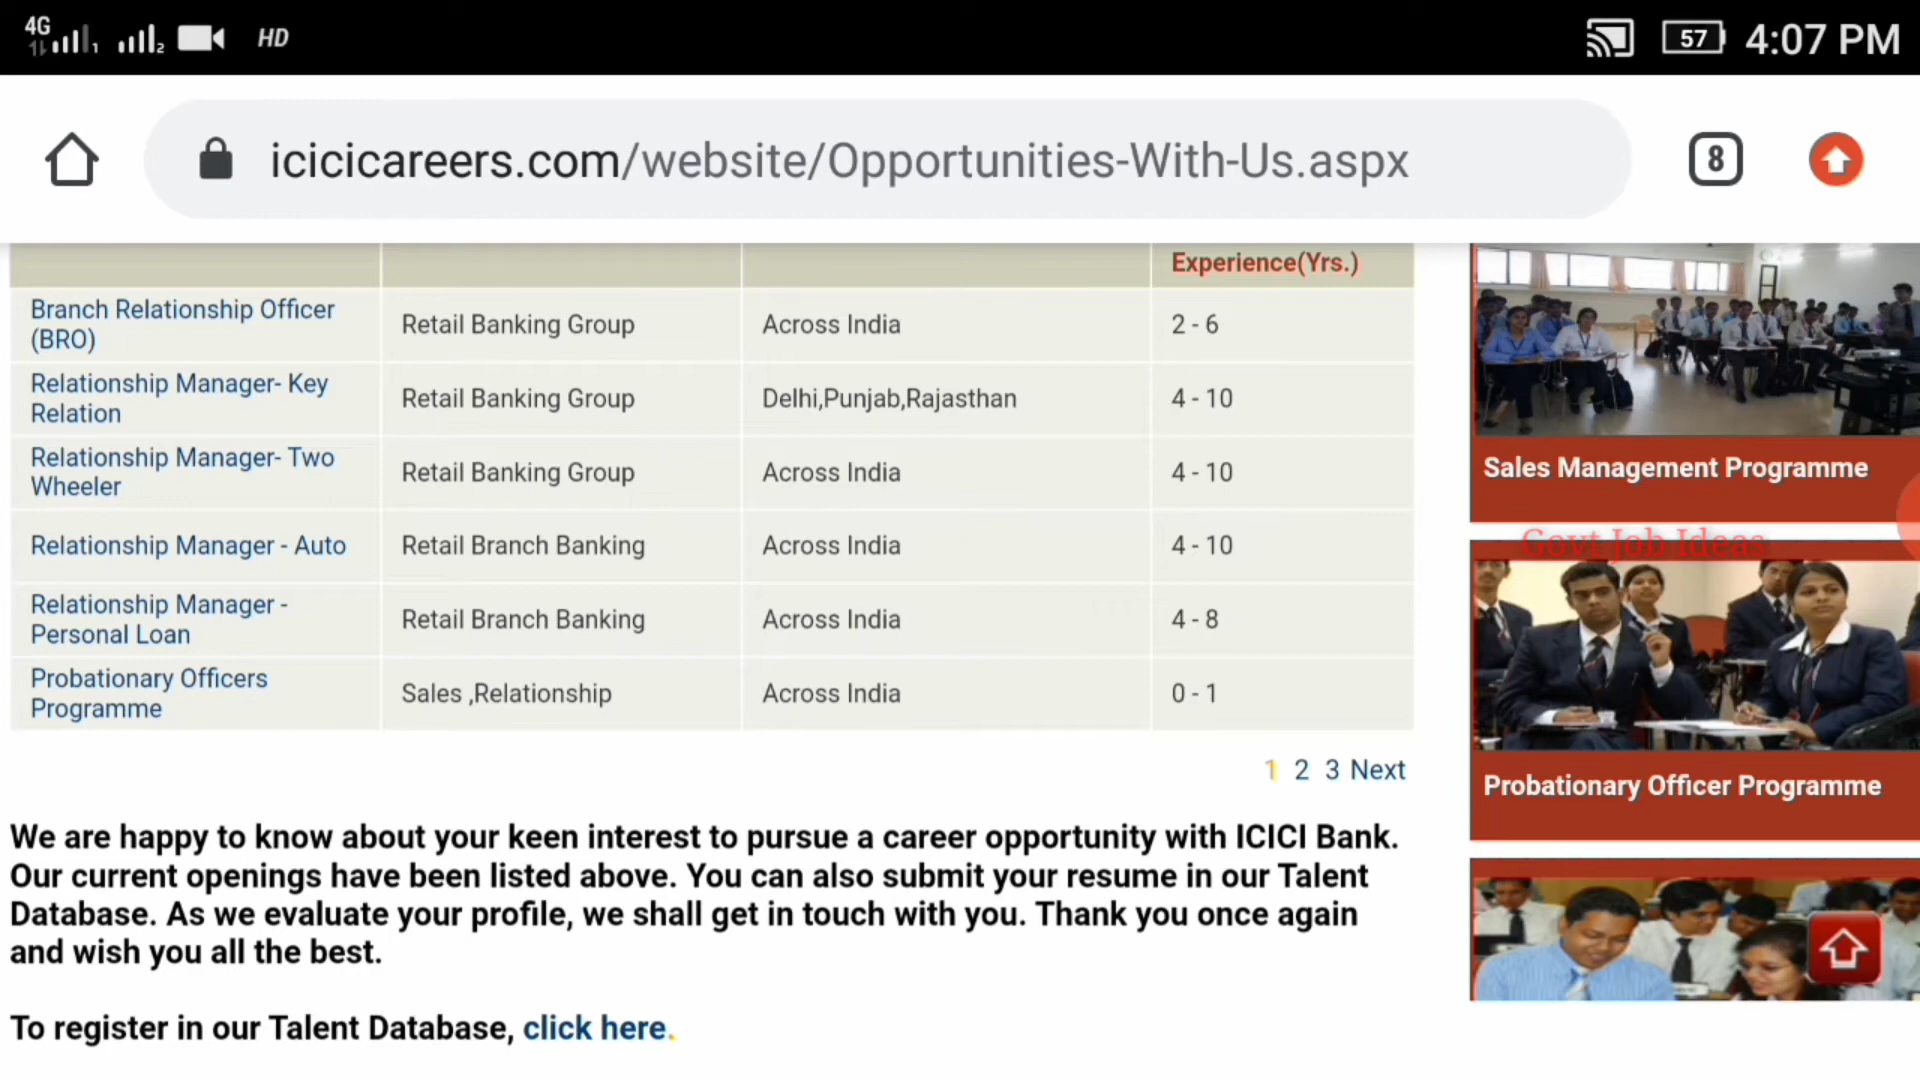 4G 1 2 HD 57 4:07 PM
icicicareers.com/website/Opportunities-With-Us.aspx 8
Experience(Yrs.)
Branch Relationship Officer
(BRO) Retail Banking Group Across India 2 - 6
Relationship Manager- Key
Relation Retail Banking Group Delhi,Punjab,Rajasthan 4 - 10
Relationship Manager- Two
Wheeler Retail Banking Group Across India 4 - 10
Relationship Manager - Auto Retail Branch Banking Across India 4 - 10
Relationship Manager -
Personal Loan Retail Branch Banking Across India 4 - 8
Probationary Officers
Programme Sales ,Relationship Across India 0 - 1
1 2 3 Next
We are happy to know about your keen interest to pursue a career opportunity with ICICI Bank.
Our current openings have been listed above. You can also submit your resume in our Talent
Database. As we evaluate your profile, we shall get in touch with you. Thank you once again
and wish you all the best.
To register in our Talent Database, click here.
Sales Management Programme
Govt Job Ideas
Probationary Officer Programme